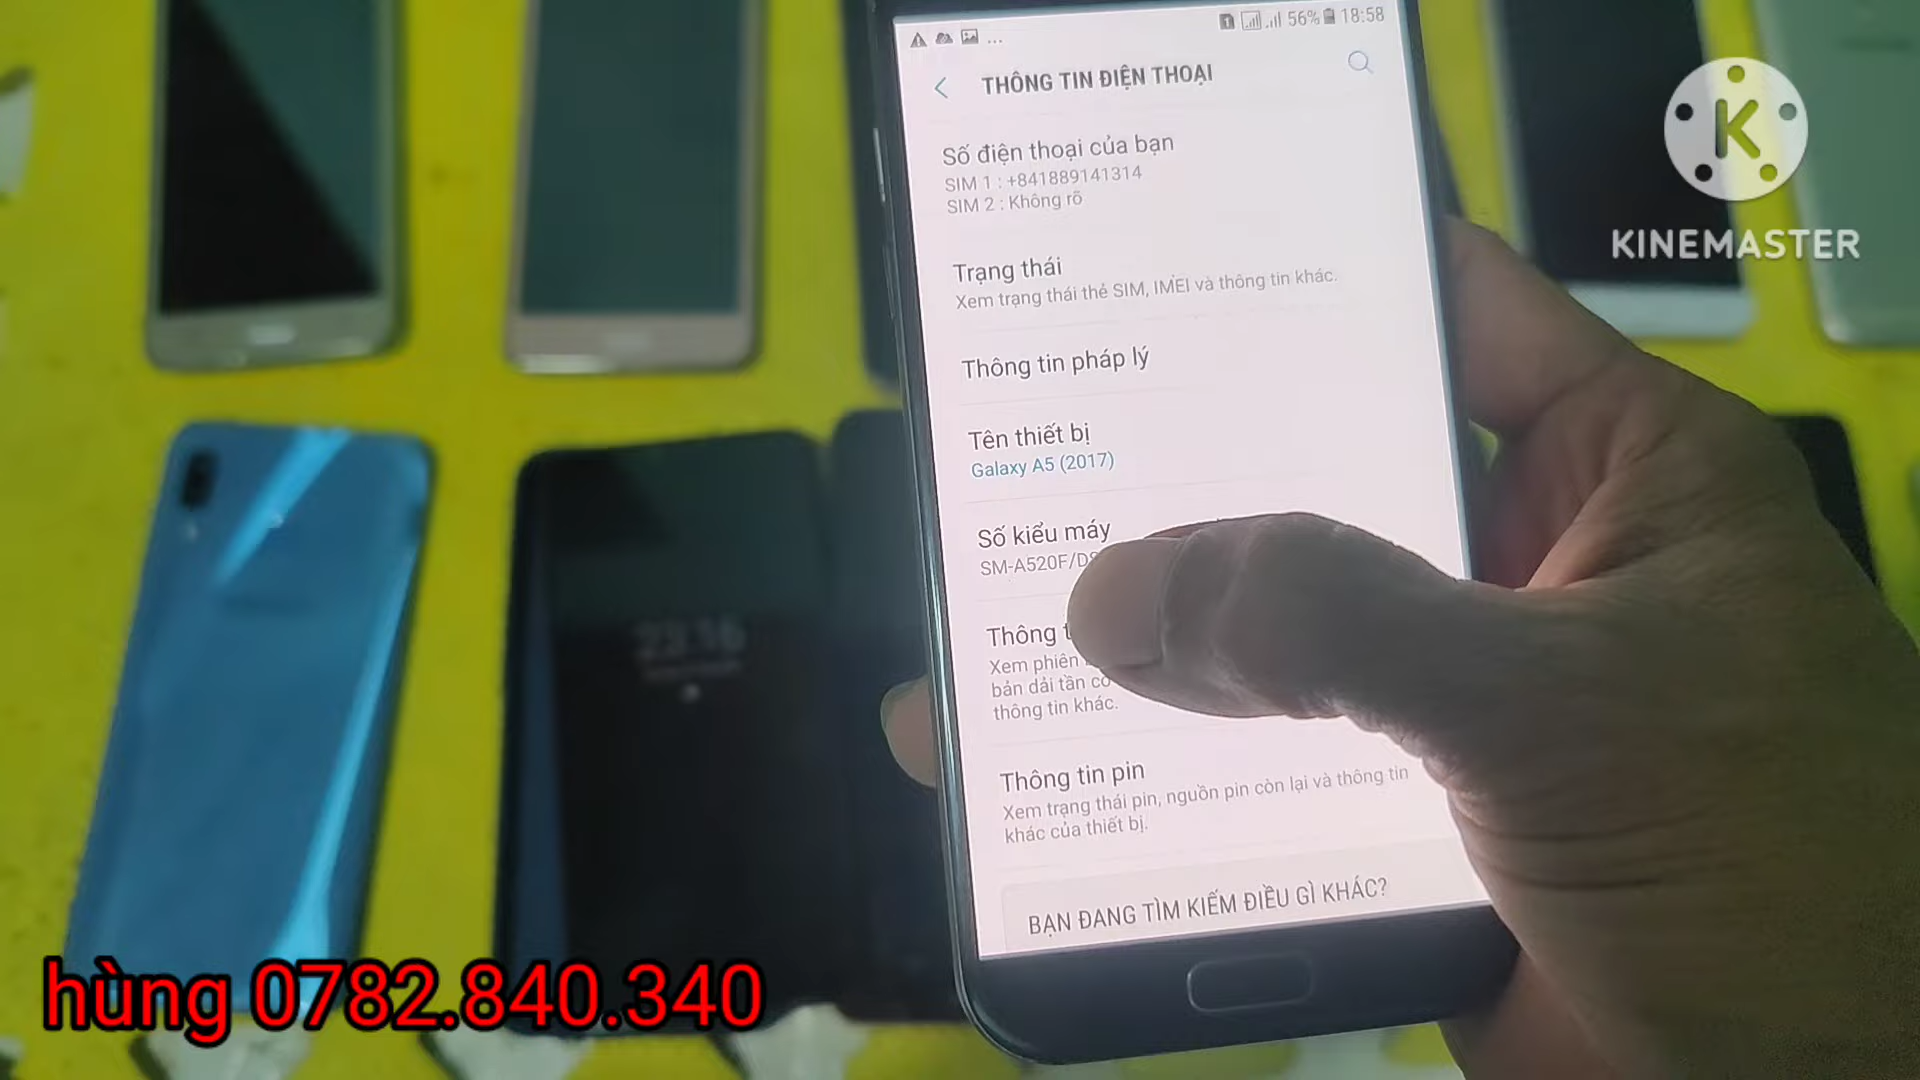 56% 18:58
THÔNG TIN ĐIỆN THOẠI
Số điện thoại của bạn
SIM 1 : +841889141314
SIM 2 : Không rõ
Trạng thái
Xem trạng thái thẻ SIM, IMEI và thông tin khác.
Thông tin pháp lý
Tên thiết bị
Galaxy A5 (2017)
Số kiểu máy
SM-A520F/DS
Thông
Xem phiên
bản dải tần
thông tin khác.
Thông tin pin
Xem trạng thái pin, nguồn pin còn lại và thông tin
khác của thiết bị.
BẠN ĐANG TÌM KIẾM ĐIỀU GÌ KHÁC?
K
KINEMASTER
23:16
hùng 0782.840.340